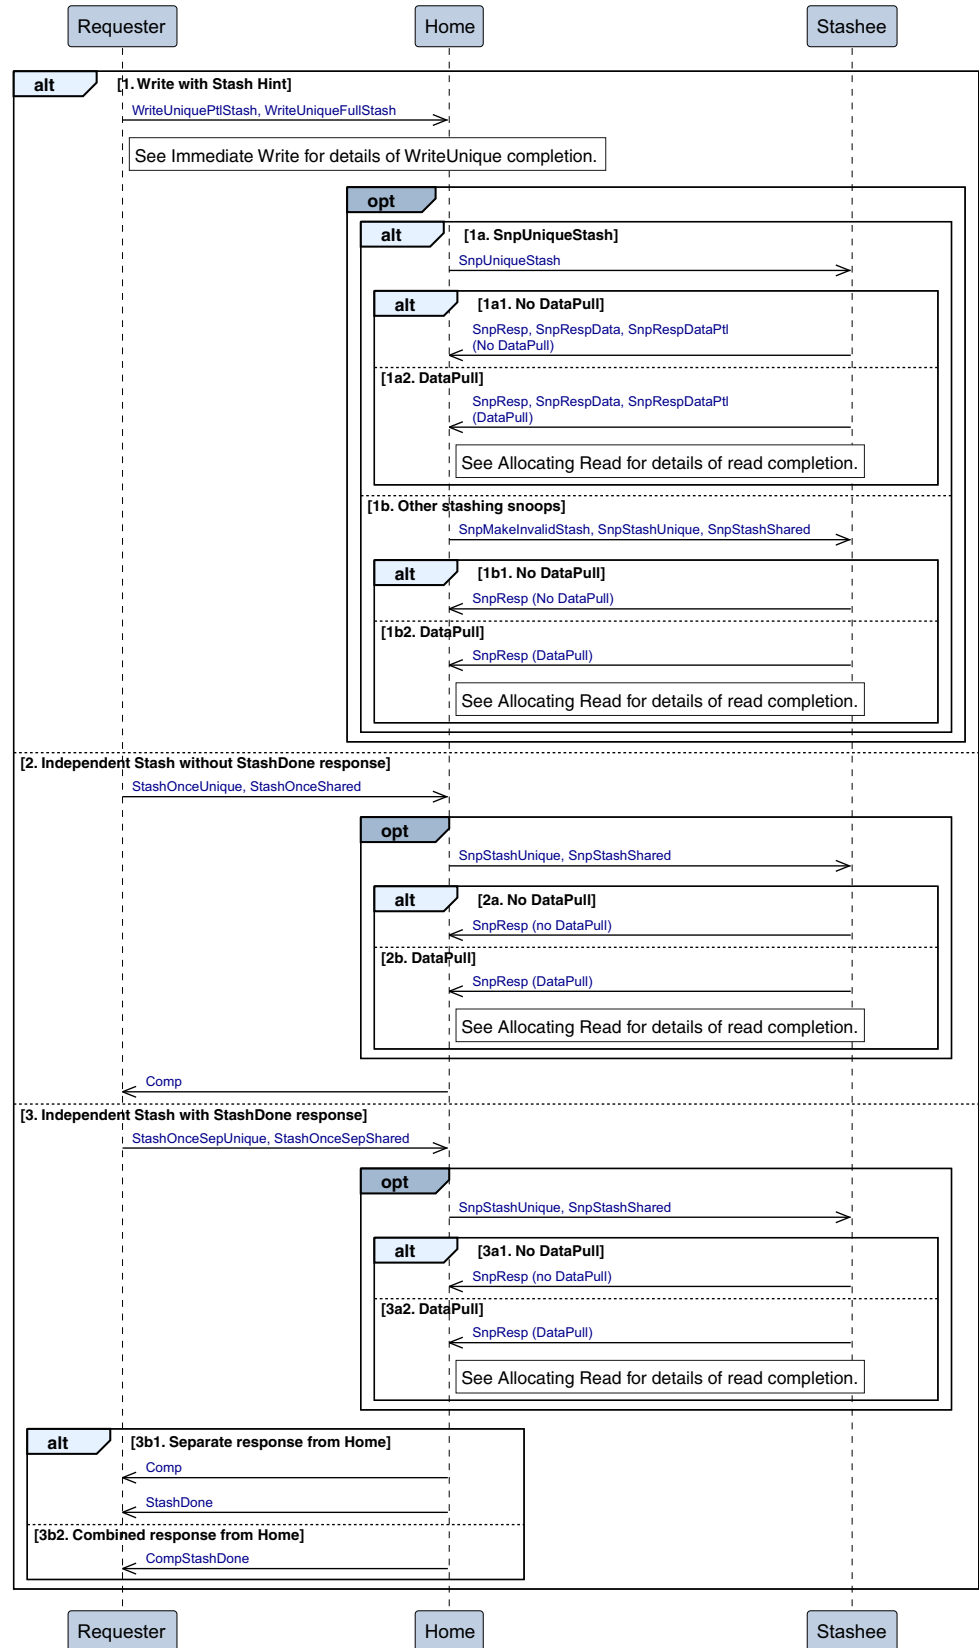 Requester Home Stashee
alt [1. Write with Stash Hint]
WriteUniquePtlStash, WriteUniqueFullStash
See Immediate Write for details of WriteUnique completion.
opt
alt [1a. SnpUniqueStash]
SnpUniqueStash
alt [1a1. No DataPull]
SnpResp, SnpRespData, SnpRespDataPtl
(No DataPull)
[1a2. DataPull]
SnpResp, SnpRespData, SnpRespDataPtl
(DataPull)
See Allocating Read for details of read completion.
[1b. Other stashing snoops]
SnpMakeInvalidStash, SnpStashUnique, SnpStashShared
alt [1b1. No DataPull]
SnpResp (No DataPull)
[1b2. DataPull]
SnpResp (DataPull)
See Allocating Read for details of read completion.
[2. Independent Stash without StashDone response]
StashOnceUnique, StashOnceShared
opt
SnpStashUnique, SnpStashShared
alt [2a. No DataPull]
SnpResp (no DataPull)
[2b. DataPull]
SnpResp (DataPull)
See Allocating Read for details of read completion.
Comp
[3. Independent Stash with StashDone response]
StashOnceSepUnique, StashOnceSepShared
opt
SnpStashUnique, SnpStashShared
alt [3a1. No DataPull]
SnpResp (no DataPull)
[3a2. DataPull]
SnpResp (DataPull)
See Allocating Read for details of read completion.
alt [3b1. Separate response from Home]
Comp
StashDone
[3b2. Combined response from Home]
CompStashDone
Requester Home Stashee